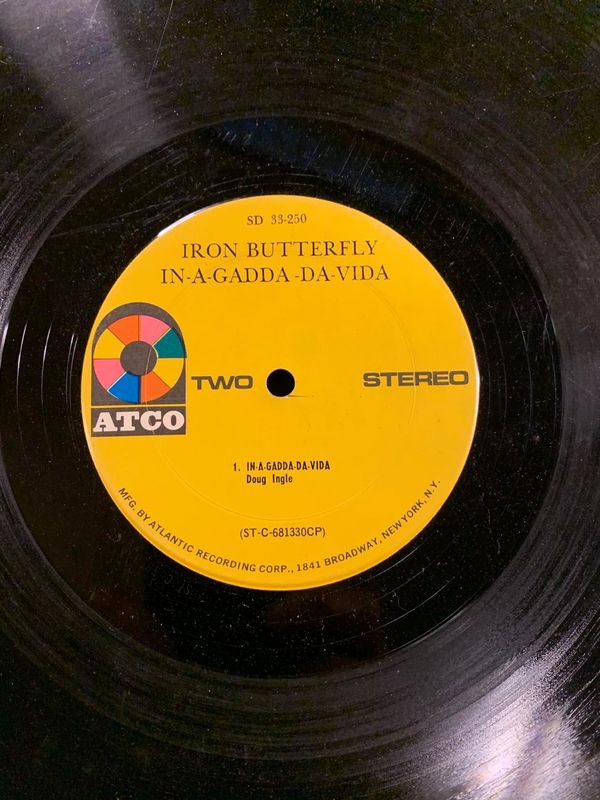 SD 33-250
IRON BUTTERFLY
IN-A-GADDA-DA-VIDA
ATCO
TWO
STEREO
1. IN-A-GADDA-DA-VIDA
Doug Ingle
(ST-C-681330CP)
MFG. BY ATLANTIC RECORDING CORP., 1841 BROADWAY, NEW YORK, N.Y.